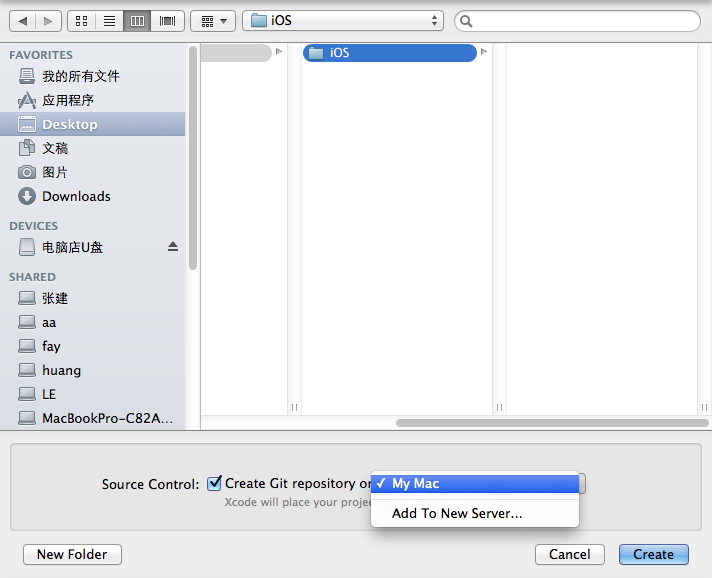 iOS
iOS
FAVORITES
我的所有文件
应用程序
Desktop
文稿
图片
Downloads
DEVICES
电脑店U盘
SHARED
张建
aa
fay
huang
LE
MacBookPro-C82A...
Source Control:
Create Git repository on
My Mac
Xcode will place your projec
Add To New Server...
New Folder
Cancel
Create